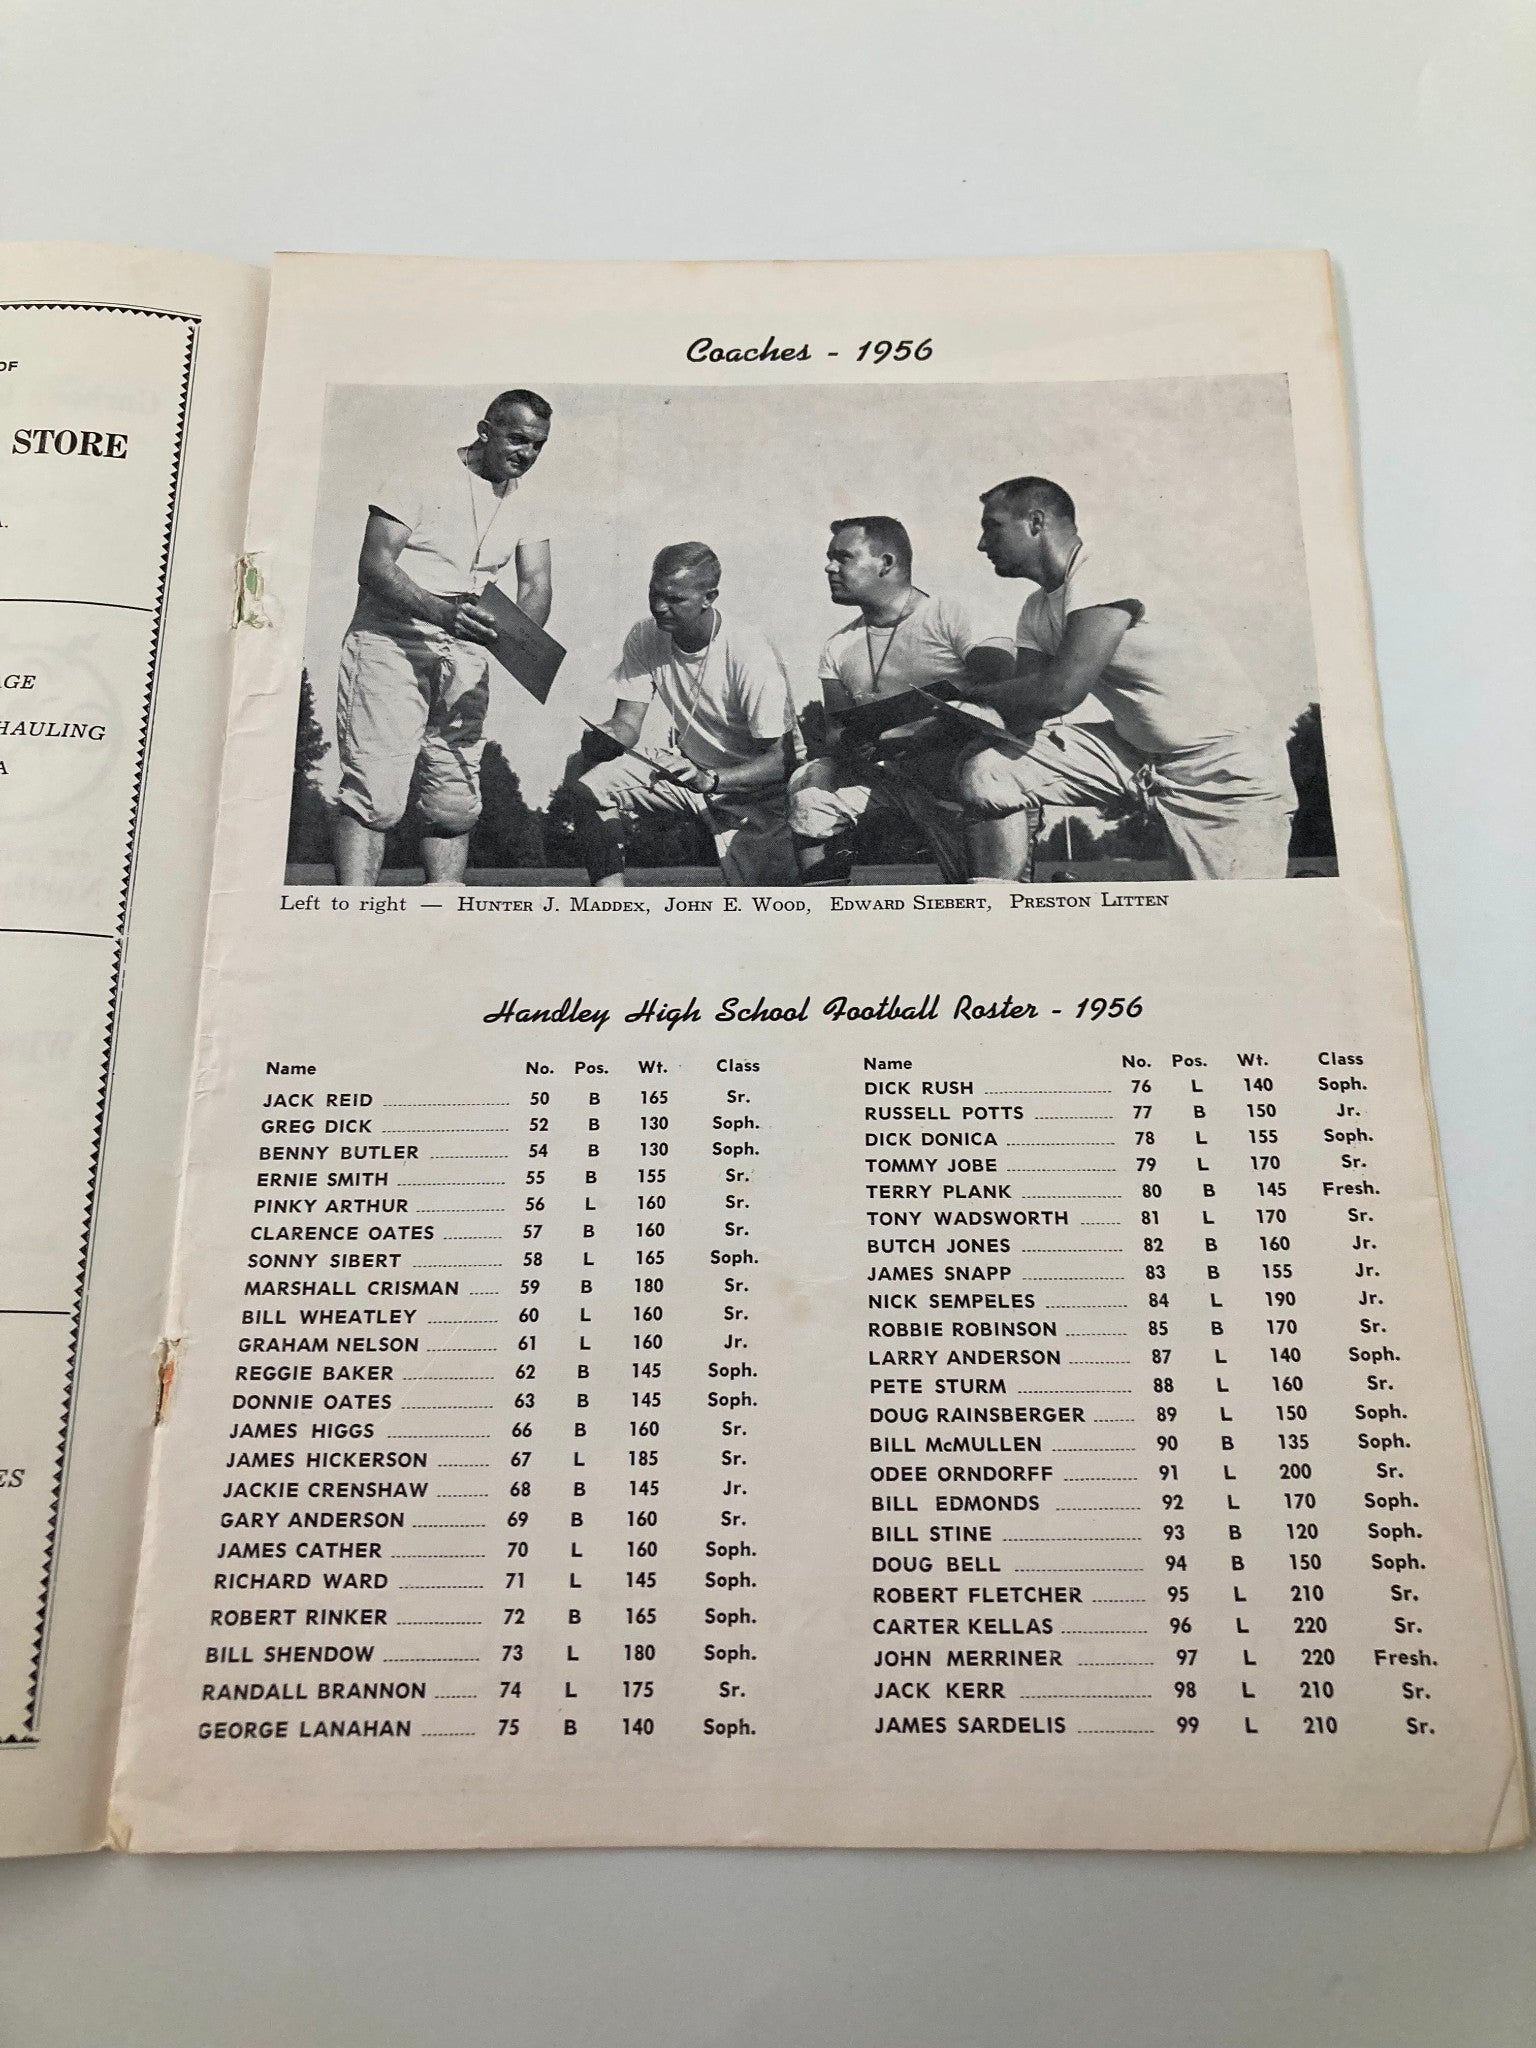 OF
STORE
A.
AGE
HAULING
A
ES
Coaches - 1956
Left to right — HUNTER J. MADDEX, JOHN E. WOOD, EDWARD SIEBERT, PRESTON LITTEN
Handley High School Football Roster - 1956
Name No. Pos. Wt. Class
JACK REID 50 B 165 Sr.
GREG DICK 52 B 130 Soph.
BENNY BUTLER 54 B 130 Soph.
ERNIE SMITH 55 B 155 Sr.
PINKY ARTHUR 56 L 160 Sr.
CLARENCE OATES 57 B 160 Sr.
SONNY SIBERT 58 L 165 Soph.
MARSHALL CRISMAN 59 B 180 Sr.
BILL WHEATLEY 60 L 160 Sr.
GRAHAM NELSON 61 L 160 Jr.
REGGIE BAKER 62 B 145 Soph.
DONNIE OATES 63 B 145 Soph.
JAMES HIGGS 66 B 160 Sr.
JAMES HICKERSON 67 L 185 Sr.
JACKIE CRENSHAW 68 B 145 Jr.
GARY ANDERSON 69 B 160 Sr.
JAMES CATHER 70 L 160 Soph.
RICHARD WARD 71 L 145 Soph.
ROBERT RINKER 72 B 165 Soph.
BILL SHENDOW 73 L 180 Soph.
RANDALL BRANNON 74 L 175 Sr.
GEORGE LANAHAN 75 B 140 Soph.
Name No. Pos. Wt. Class
DICK RUSH 76 L 140 Soph.
RUSSELL POTTS 77 B 150 Jr.
DICK DONICA 78 L 155 Soph.
TOMMY JOBE 79 L 170 Sr.
TERRY PLANK 80 B 145 Fresh.
TONY WADSWORTH 81 L 170 Sr.
BUTCH JONES 82 B 160 Jr.
JAMES SNAPP 83 B 155 Jr.
NICK SEMPELES 84 L 190 Jr.
ROBBIE ROBINSON 85 B 170 Sr.
LARRY ANDERSON 87 L 140 Soph.
PETE STURM 88 L 160 Sr.
DOUG RAINSBERGER 89 L 150 Soph.
BILL McMULLEN 90 B 135 Soph.
ODEE ORNDORFF 91 L 200 Sr.
BILL EDMONDS 92 L 170 Soph.
BILL STINE 93 B 120 Soph.
DOUG BELL 94 B 150 Soph.
ROBERT FLETCHER 95 L 210 Sr.
CARTER KELLAS 96 L 220 Sr.
JOHN MERRINER 97 L 220 Fresh.
JACK KERR 98 L 210 Sr.
JAMES SARDELIS 99 L 210 Sr.